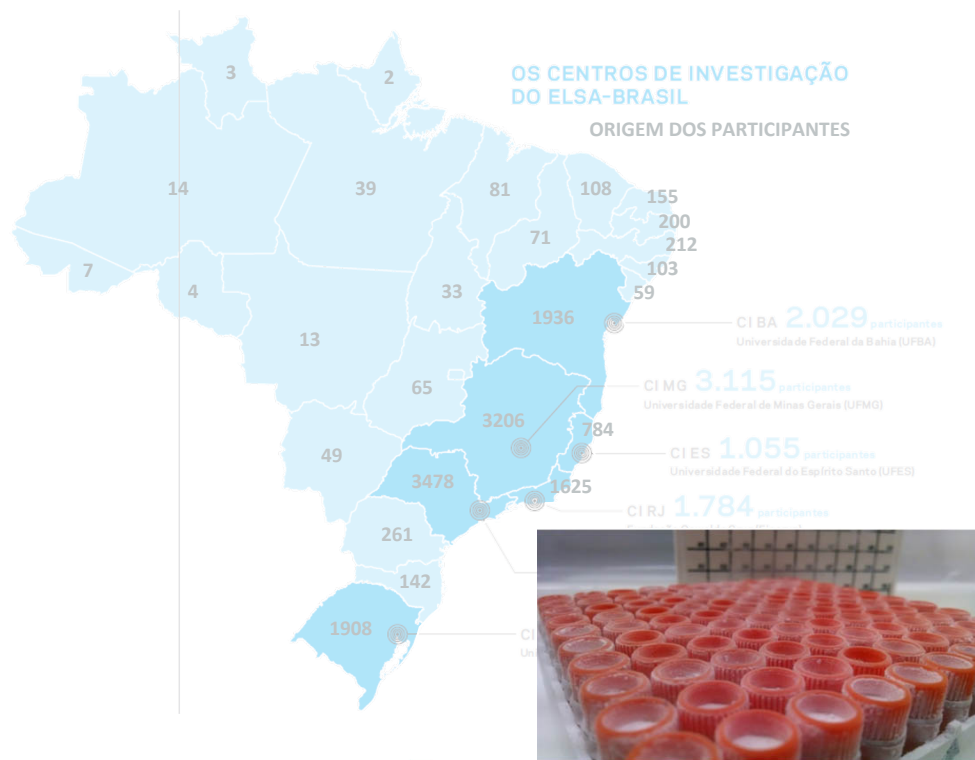 OS CENTROS DE INVESTIGAÇÃO
DO ELSA-BRASIL
ORIGEM DOS PARTICIPANTES
3
2
14
39
81
108
155
200
71
212
7
103
4
33
59
1936
CI BA 2.029 participantes
Universidade Federal da Bahia (UFBA)
13
65
CI MG 3.115 participantes
Universidade Federal de Minas Gerais (UFMG)
3206
784
49
CI ES 1.055 participantes
Universidade Federal do Espírito Santo (UFES)
3478
1625
CI RJ 1.784 participantes
261
142
1908
CI